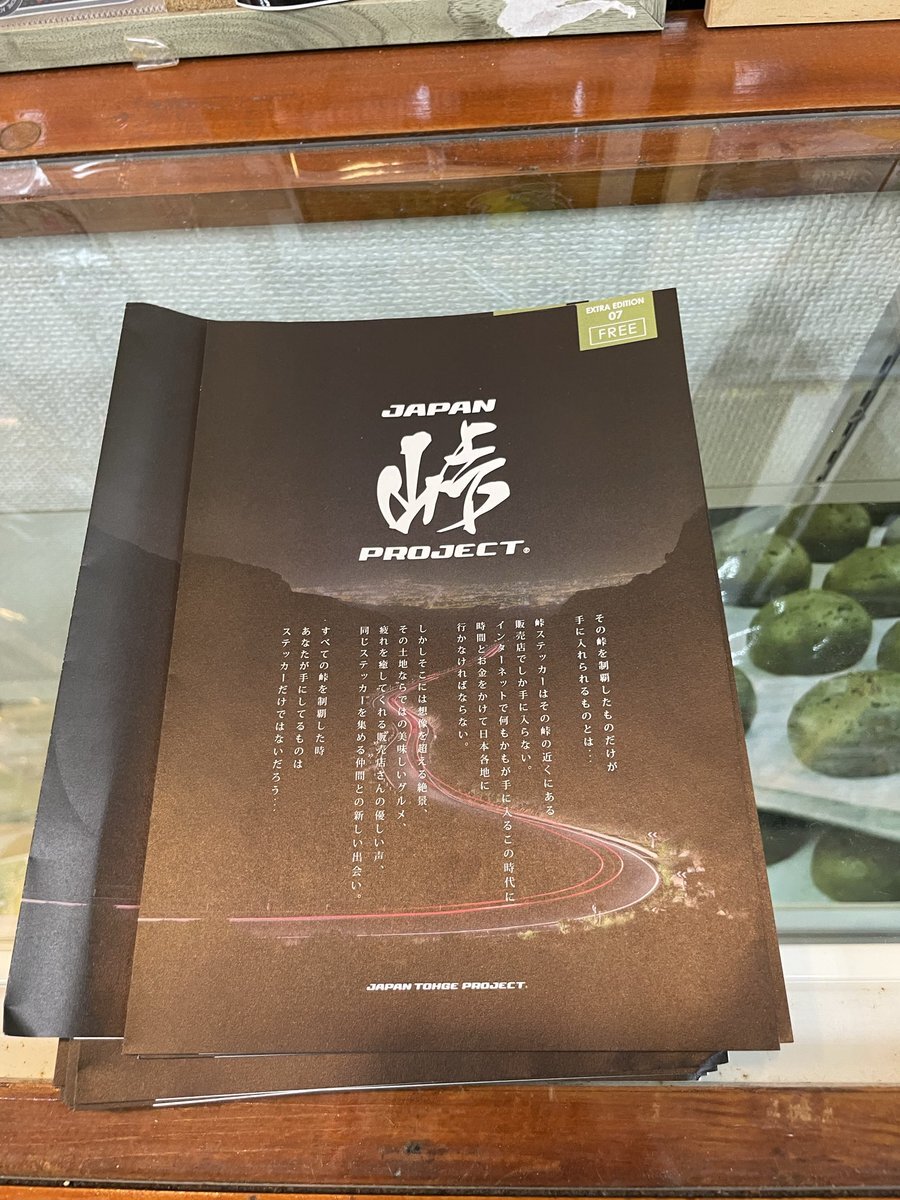 EXTRA EDITION
07
FREE
JAPAN
峠
PROJECT®
その峠を制覇したものだけが
手に入れられるものとは...
峠ステッカーはその峠の近くにある
販売店でしか手に入らない。
インターネットで何もかもが手に入るこの時代に
時間とお金をかけて日本各地に
行かなければならない。
しかしそこには想像を超える絶景
その土地ならではの美味しいグルメ、
疲れを癒してくれる販売店さんの優しい声、
同じステッカーを集める仲間との新しい出会い。
すべての峠を制覇した時
あなたが手にしてるものは
ステッカーだけではないだろう...
JAPAN TOHGE PROJECT®